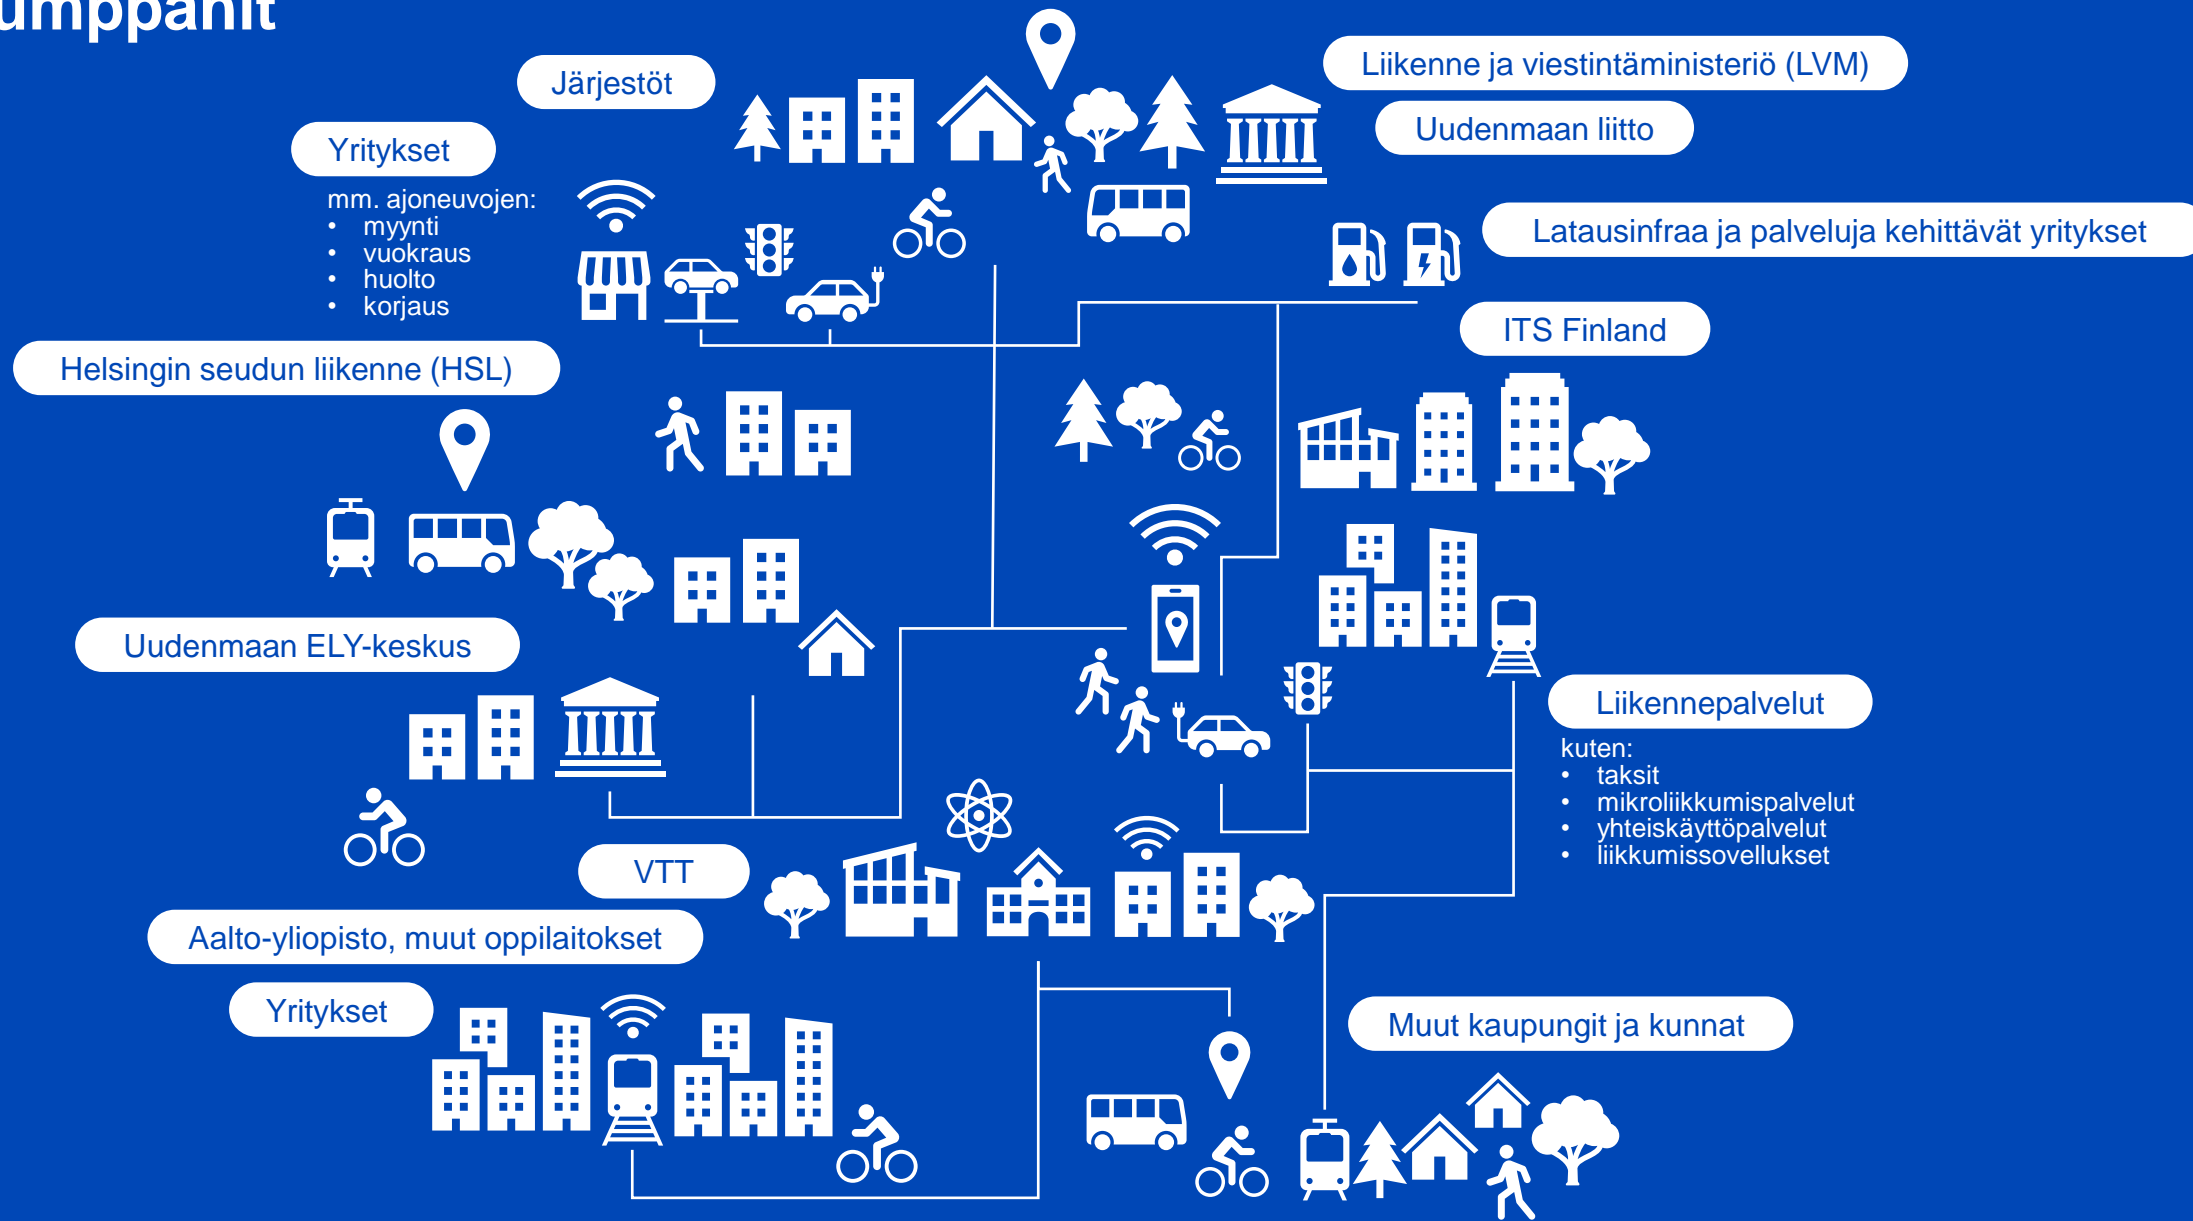 umppanit
Järjestöt
Liikenne ja viestintäministeriö (LVM)
Uudenmaan liitto
Yritykset
mm. ajoneuvojen:
• myynti
• vuokraus
• huolto
• korjaus
Latausinfraa ja palveluja kehittävät yritykset
ITS Finland
Helsingin seudun liikenne (HSL)
Uudenmaan ELY-keskus
Liikennepalvelut
kuten:
• taksit
• mikroliikkumispalvelut
• yhteiskäyttöpalvelut
• liikkumissovellukset
VTT
Aalto-yliopisto, muut oppilaitokset
Yritykset
Muut kaupungit ja kunnat